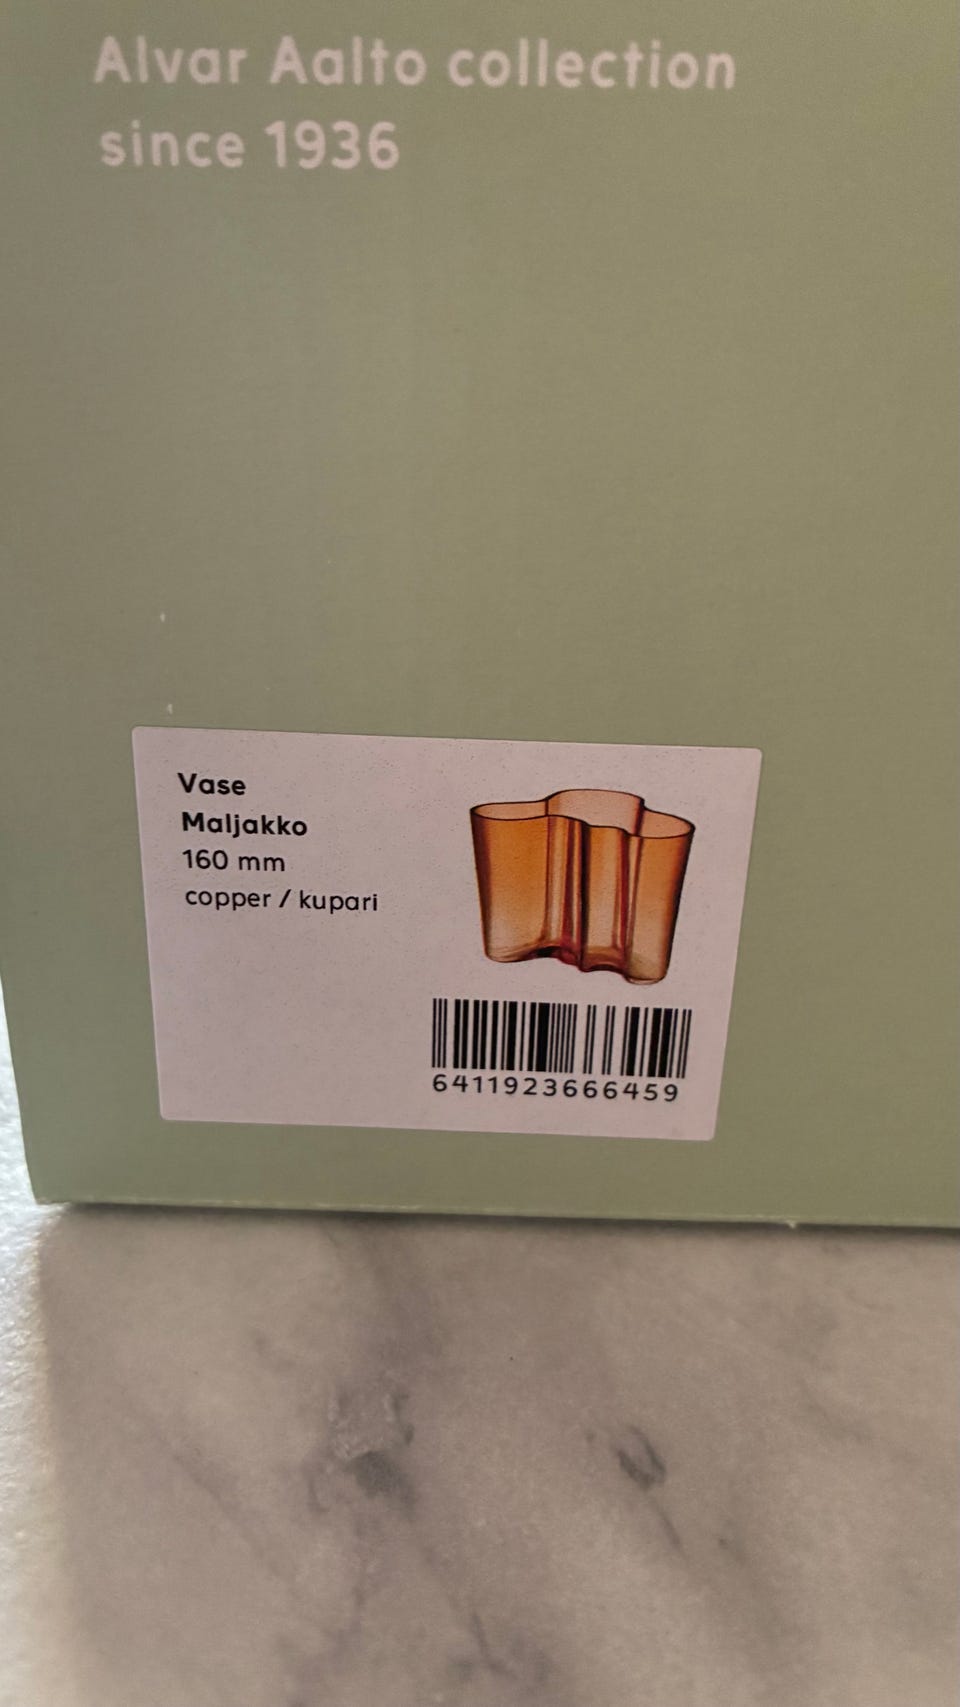 Alvar Aalto collection
since 1936
Vase
Maljakko
160 mm
copper / kupari
6411923666459